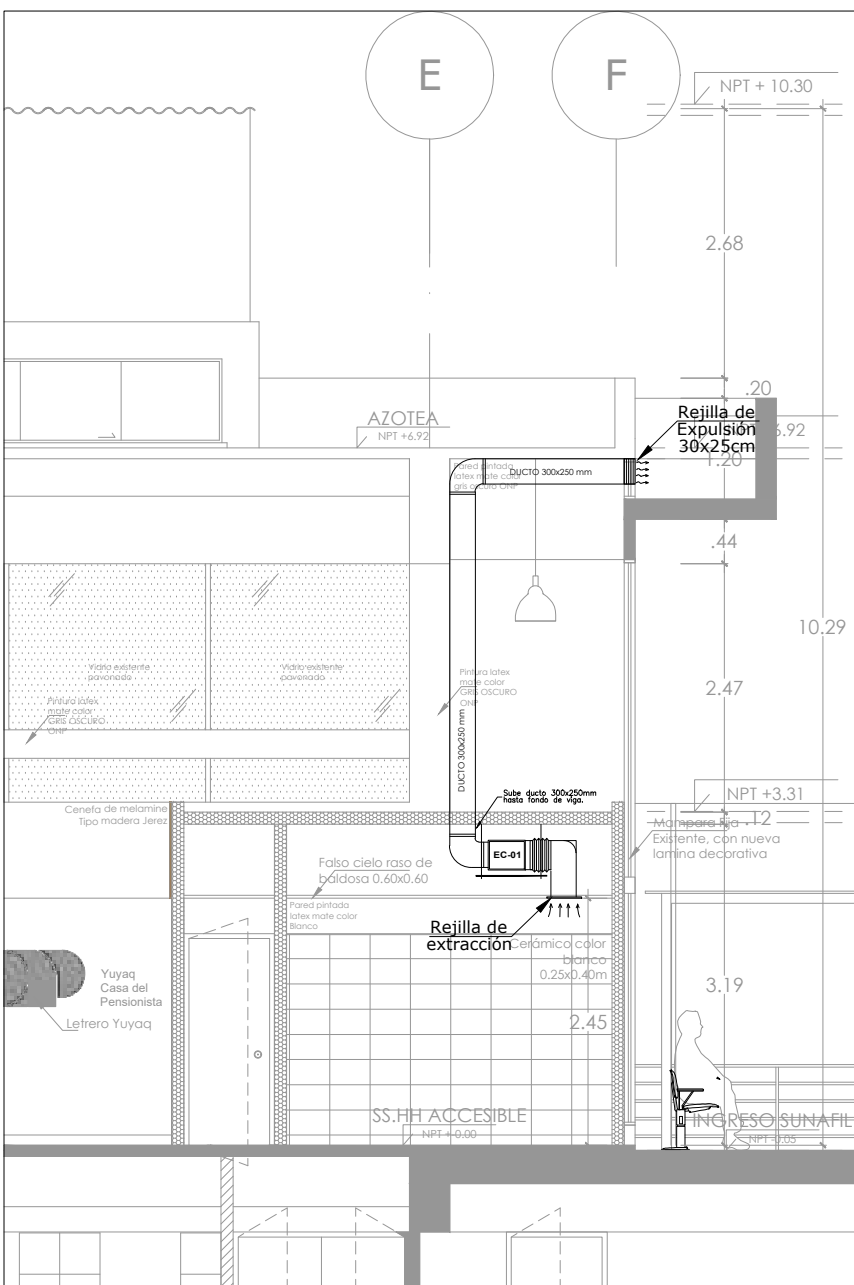 E
F
NPT + 10.30
2.68
.20
AZOTEA
NPT +6.92
Rejilla de
Expulsión
30x25cm
6.92
1.20
Pared pintada
latex mate color
gris oscuro ONP
DUCTO 300x250 mm
.44
10.29
Vidrio existente
pavonado
Vidrio existente
pavonado
Pintura latex
mate color
GRIS OSCURO
ONP
2.47
Pintura latex
mate color
GRIS OSCURO
ONP
DUCTO 300x250 mm
Sube ducto 300x250mm
hasta fondo de viga.
NPT +3.31
.12
Cenefa de melamine
Tipo madera Jerez
Mampara fija
Existente, con nueva
lamina decorativa
EC-01
Falso cielo raso de
baldosa 0.60x0.60
Pared pintada
latex mate color
Blanco
Rejilla de
extracción
Cerámico color
blanco
0.25x0.40m
Yuyaq
Casa del
Pensionista
Letrero Yuyaq
3.19
2.45
SS.HH ACCESIBLE
NPT +-0.00
INGRESO SUNAFIL
NPT -0.05